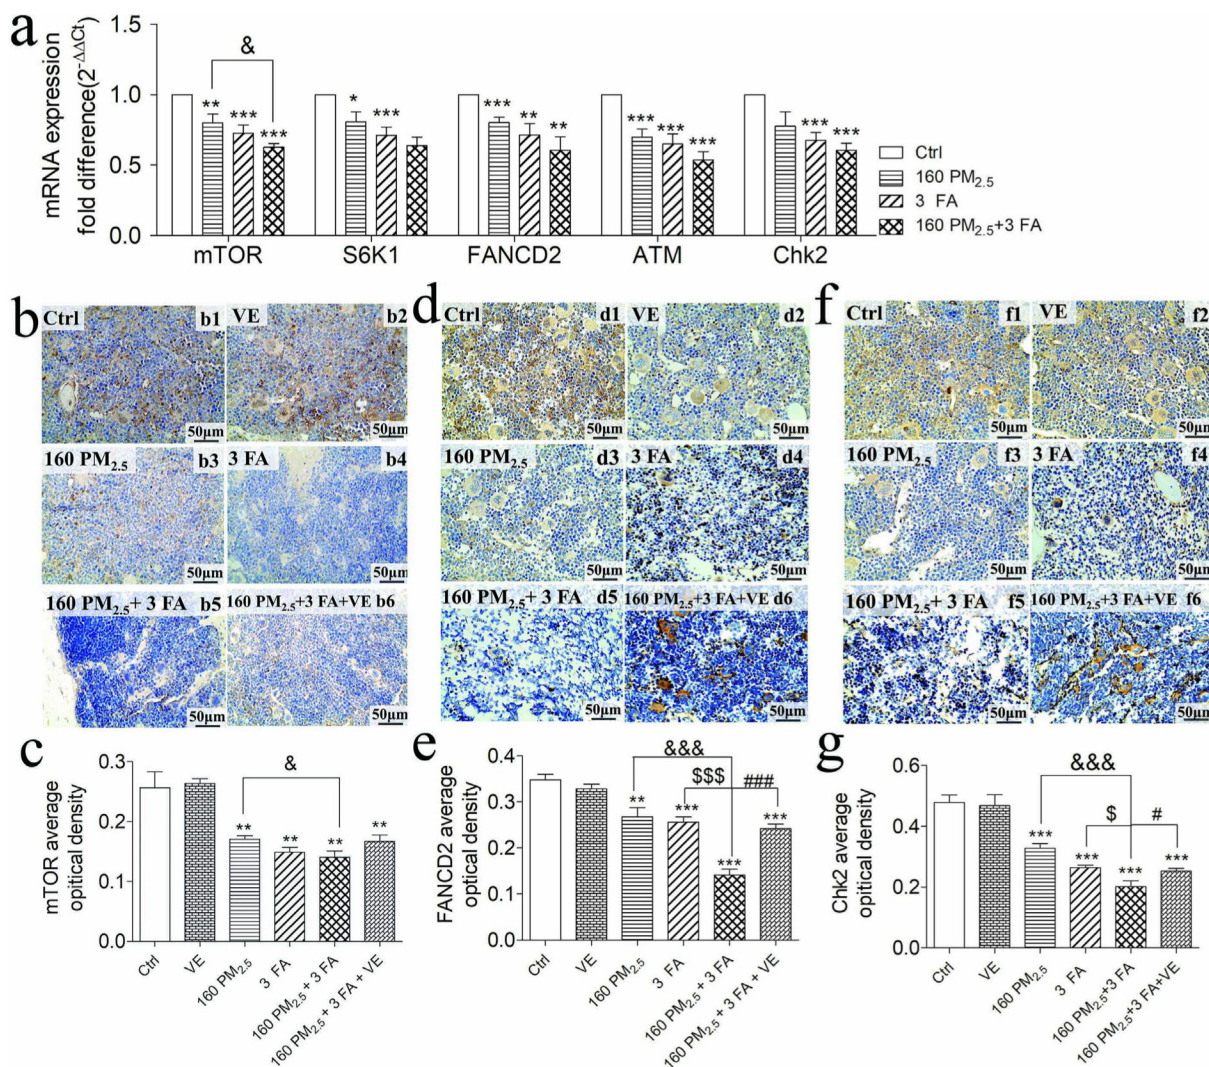 a
mRNA expression
fold difference(2^-ΔΔCt)
1.5
1.0
0.5
0.0
&
** *** ***
* ***
*** ** **
*** *** ***
*** ***
mTOR S6K1 FANCD2 ATM Chk2
Ctrl
160 PM2.5
3 FA
160 PM2.5+3 FA
b
Ctrl b1
50μm
VE b2
50μm
160 PM2.5 b3
50μm
3 FA b4
50μm
160 PM2.5+ 3 FA b5
50μm
160 PM2.5+3 FA+VE b6
50μm
d
Ctrl d1
50μm
VE d2
50μm
160 PM2.5 d3
50μm
3 FA d4
50μm
160 PM2.5+ 3 FA d5
50μm
160 PM2.5+3 FA+VE d6
50μm
f
Ctrl f1
50μm
VE f2
50μm
160 PM2.5 f3
50μm
3 FA f4
50μm
160 PM2.5+ 3 FA f5
50μm
160 PM2.5+3 FA+VE f6
50μm
c
mTOR average
opitical density
0.3
0.2
0.1
0.0
&
** ** ** **
Ctrl
VE
160 PM2.5
3 FA
160 PM2.5 + 3 FA
160 PM2.5 + 3 FA + VE
e
FANCD2 average
opitical density
0.4
0.3
0.2
0.1
0.0
&&&
$$$ ###
** *** *** ***
Ctrl
VE
160 PM2.5
3 FA
160 PM2.5 + 3 FA
160 PM2.5 + 3 FA + VE
g
Chk2 average
opitical density
0.6
0.4
0.2
0.0
&&&
$ #
*** *** *** ***
Ctrl
VE
160 PM2.5
3 FA
160 PM2.5+3 FA
160 PM2.5+3 FA+VE